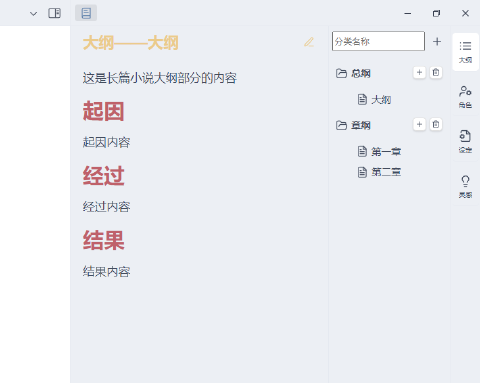 大纲——大纲
这是长篇小说大纲部分的内容
起因
起因内容
经过
经过内容
结果
结果内容
分类名称
总纲
大纲
章纲
第一章
第二章
大纲
角色
设定
灵感